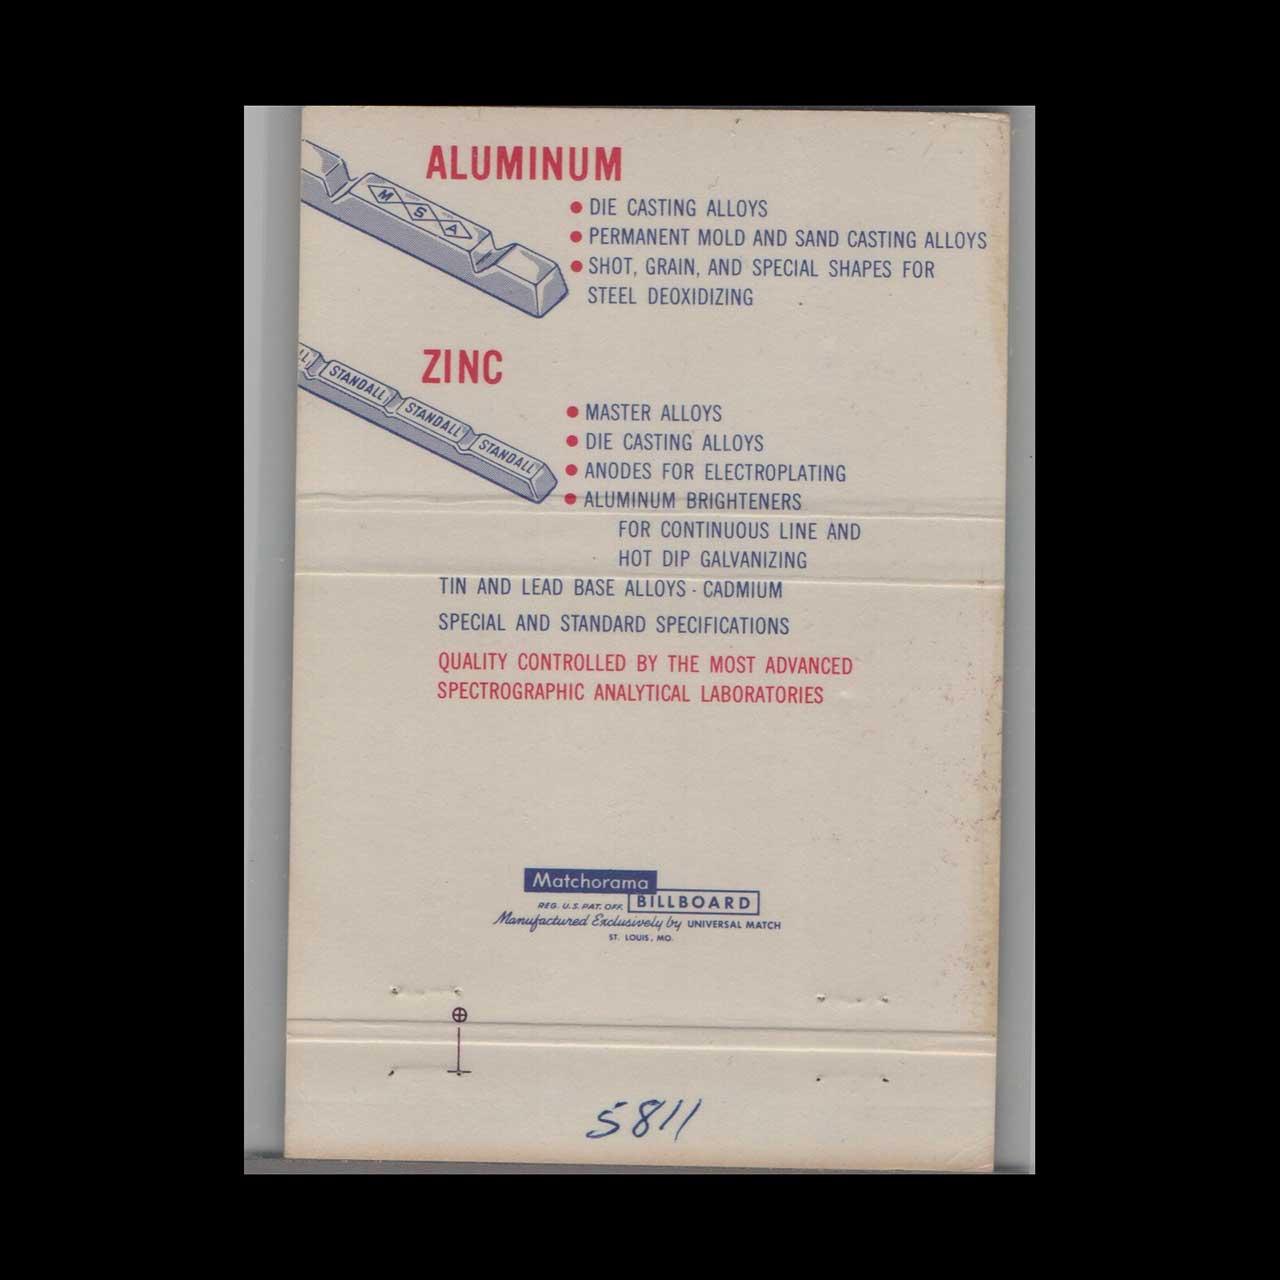 ALUMINUM
M S A
• DIE CASTING ALLOYS
• PERMANENT MOLD AND SAND CASTING ALLOYS
• SHOT, GRAIN, AND SPECIAL SHAPES FOR
STEEL DEOXIDIZING
ZINC
LL STANDALL STANDALL STANDALL
• MASTER ALLOYS
• DIE CASTING ALLOYS
• ANODES FOR ELECTROPLATING
• ALUMINUM BRIGHTENERS
FOR CONTINUOUS LINE AND
HOT DIP GALVANIZING
TIN AND LEAD BASE ALLOYS - CADMIUM
SPECIAL AND STANDARD SPECIFICATIONS
QUALITY CONTROLLED BY THE MOST ADVANCED
SPECTROGRAPHIC ANALYTICAL LABORATORIES
Matchorama
REG. U.S. PAT. OFF. BILLBOARD
Manufactured Exclusively by UNIVERSAL MATCH
ST. LOUIS, MO.
5811